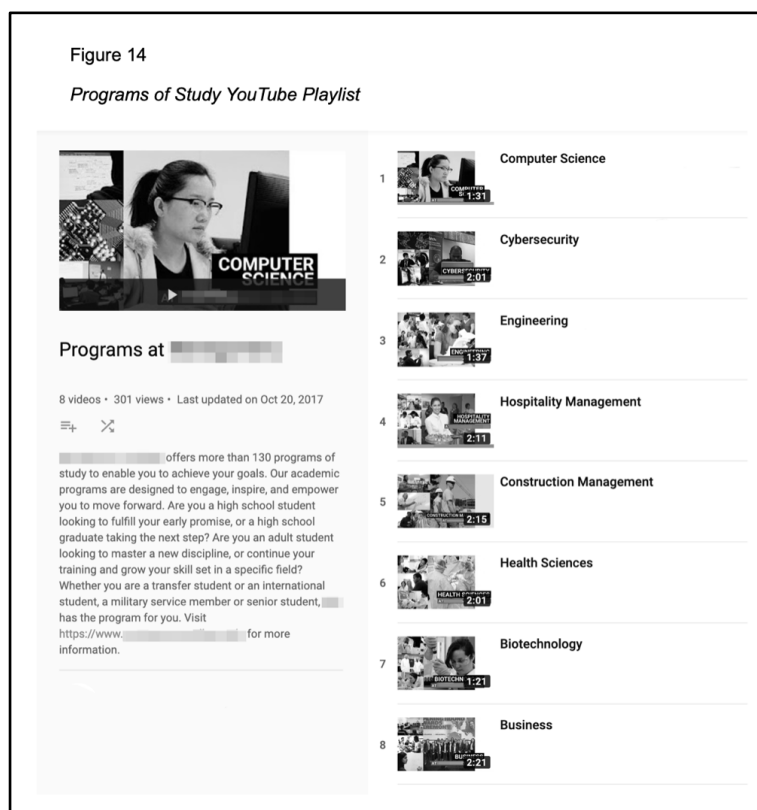 Figure 14
Programs of Study YouTube Playlist
COMPUTER
SCIENCE
Programs at
8 videos • 301 views • Last updated on Oct 20, 2017
offers more than 130 programs of
study to enable you to achieve your goals. Our academic
programs are designed to engage, inspire, and empower
you to move forward. Are you a high school student
looking to fulfill your early promise, or a high school
graduate taking the next step? Are you an adult student
looking to master a new discipline, or continue your
training and grow your skill set in a specific field?
Whether you are a transfer student or an international
student, a military service member or senior student,
has the program for you. Visit
https://www. for more
information.
1
1:31
Computer Science
2
2:01
Cybersecurity
3
1:37
Engineering
4
HOSPITALITY
MANAGEMENT
2:11
Hospitality Management
5
2:15
Construction Management
6
2:01
Health Sciences
7
1:21
Biotechnology
8
2:21
Business